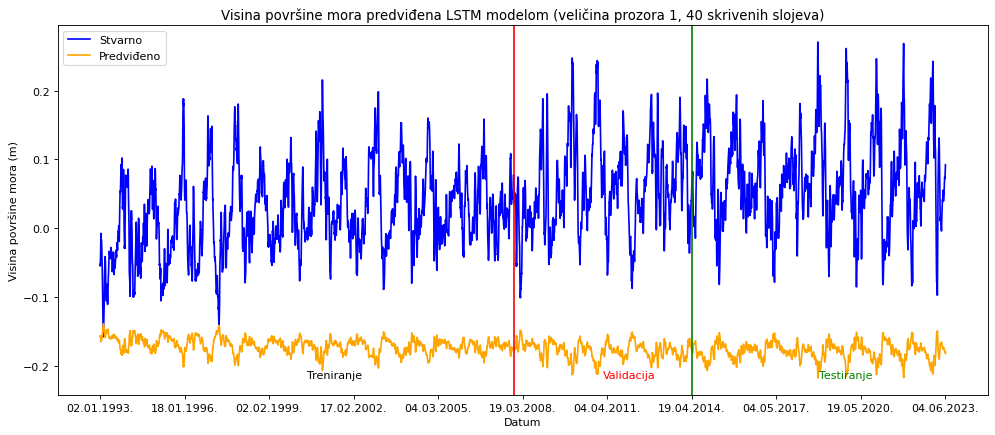 Visina površine mora predviđena LSTM modelom (veličina prozora 1, 40 skrivenih slojeva)
Stvarno
Predviđeno
Visina površine mora (m)
0.2
0.1
0.0
−0.1
−0.2
Treniranje
Validacija
Testiranje
02.01.1993.
18.01.1996.
02.02.1999.
17.02.2002.
04.03.2005.
19.03.2008.
04.04.2011.
19.04.2014.
04.05.2017.
19.05.2020.
04.06.2023.
Datum